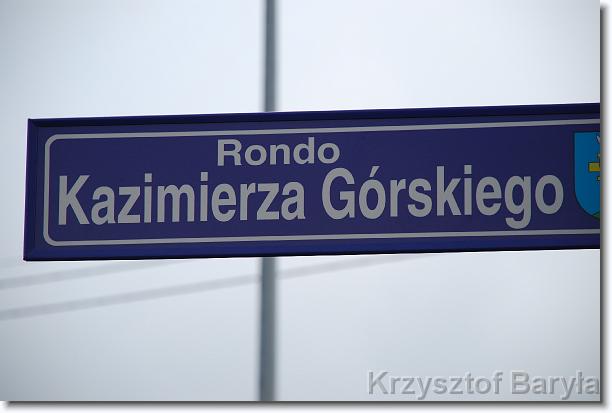 Rondo
Kazimierza Górskiego
Krzysztof Baryła